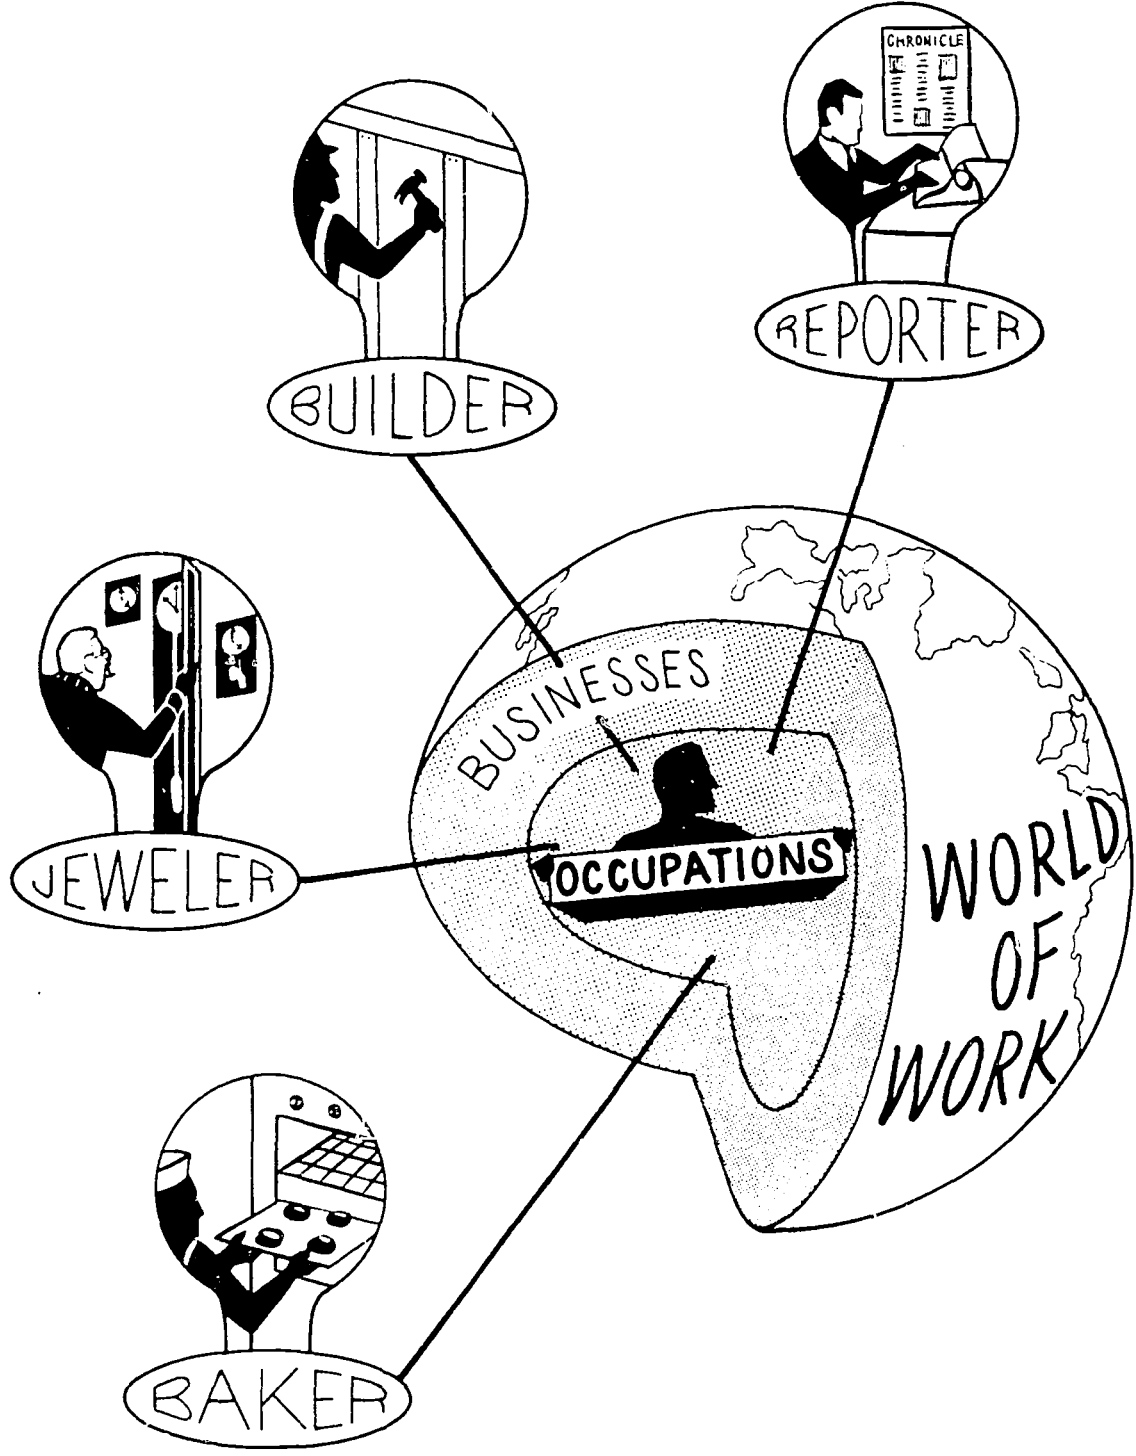 CHRONICLE
REPORTER
BUILDER
BUSINESSES
JEWELER
OCCUPATIONS
WORLD
OF
WORK
BAKER